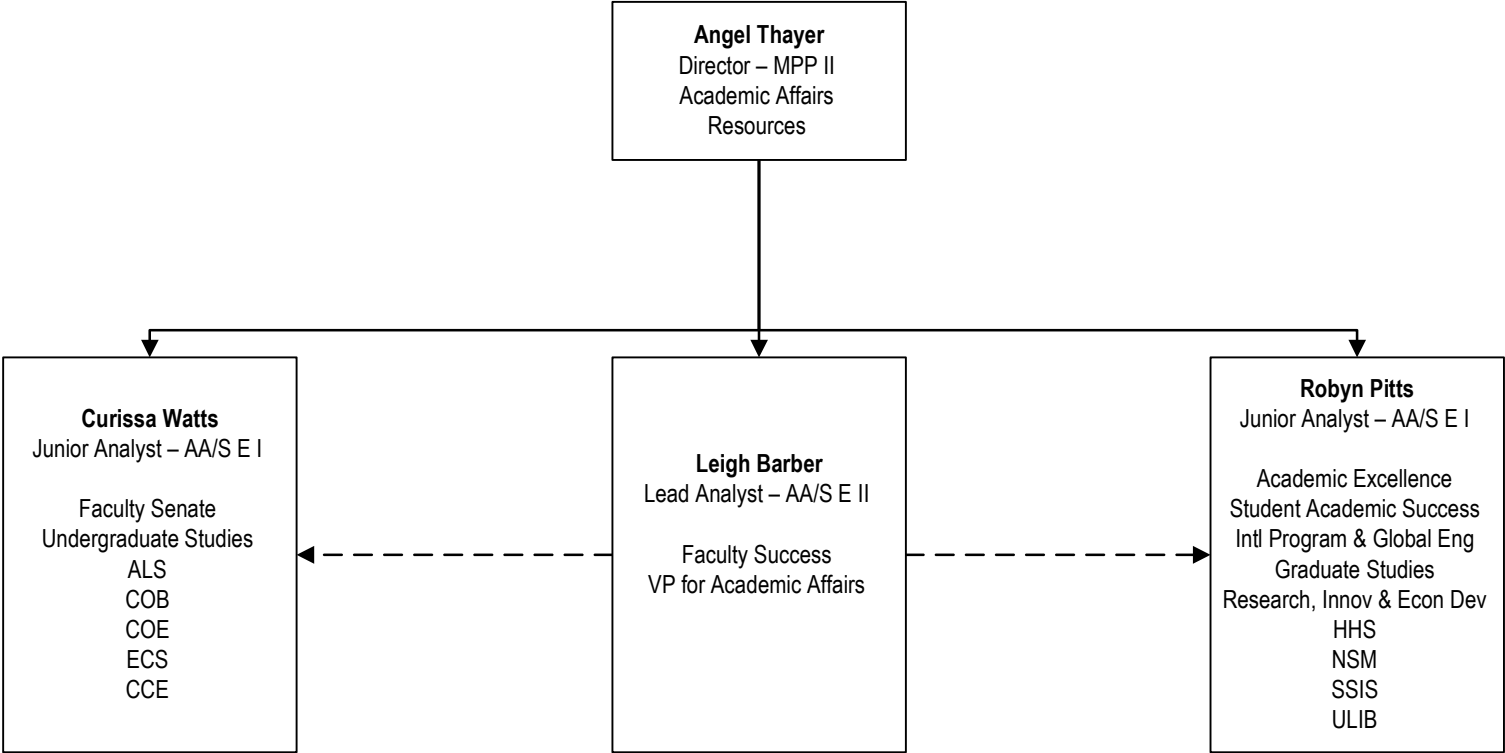 Angel Thayer
Director – MPP II
Academic Affairs
Resources
Curissa Watts
Junior Analyst – AA/S E I
Faculty Senate
Undergraduate Studies
ALS
COB
COE
ECS
CCE
Leigh Barber
Lead Analyst – AA/S E II
Faculty Success
VP for Academic Affairs
Robyn Pitts
Junior Analyst – AA/S E I
Academic Excellence
Student Academic Success
Intl Program & Global Eng
Graduate Studies
Research, Innov & Econ Dev
HHS
NSM
SSIS
ULIB